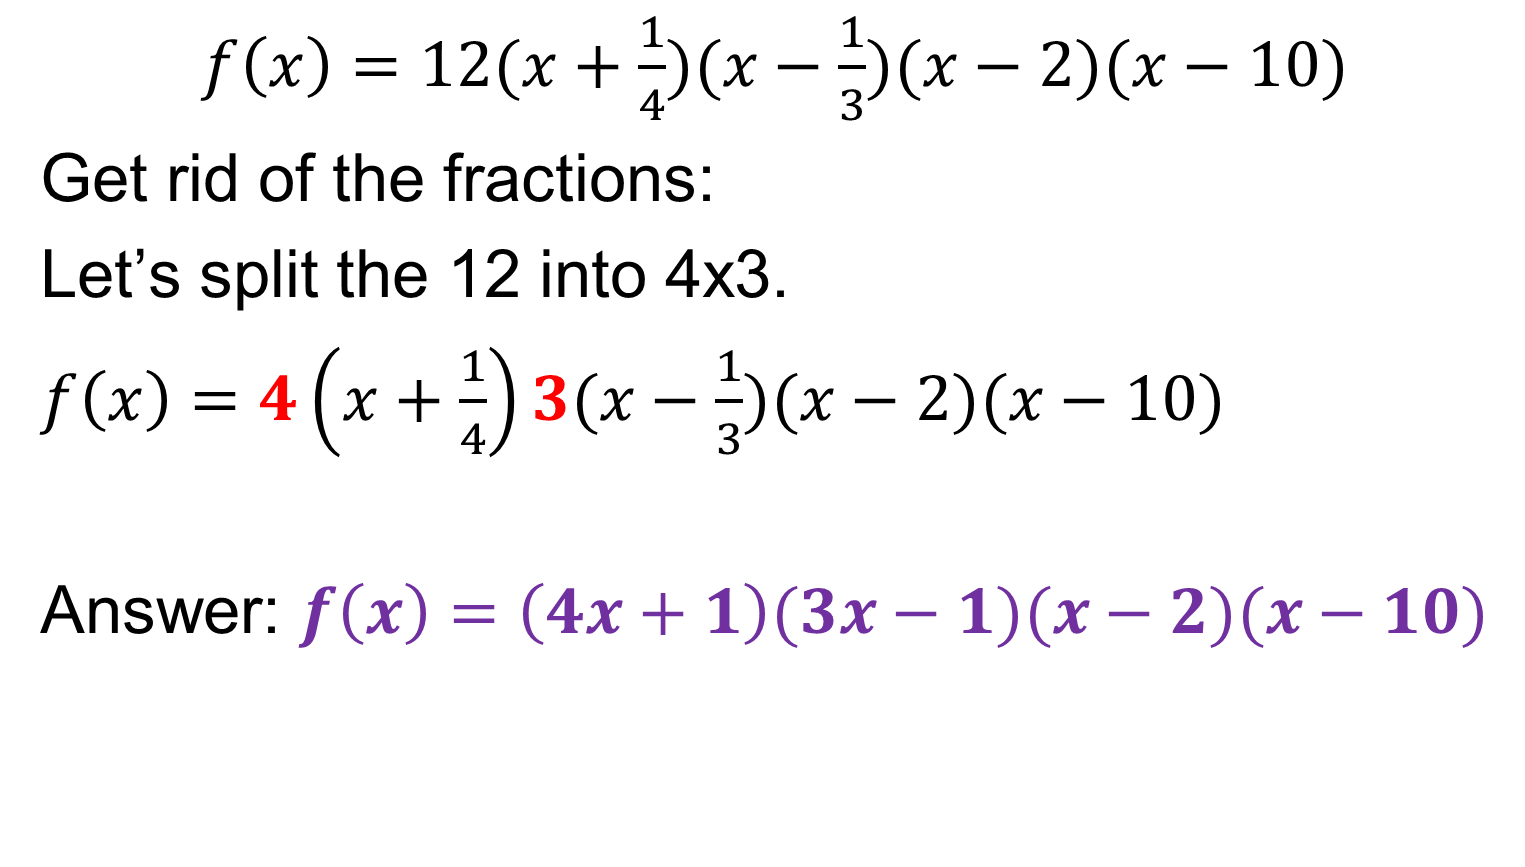 f(x) = 12(x + 1/4)(x − 1/3)(x − 2)(x − 10)
Get rid of the fractions:
Let’s split the 12 into 4x3.
f(x) = 4(x + 1/4)3(x − 1/3)(x − 2)(x − 10)
Answer: f(x) = (4x + 1)(3x − 1)(x − 2)(x − 10)